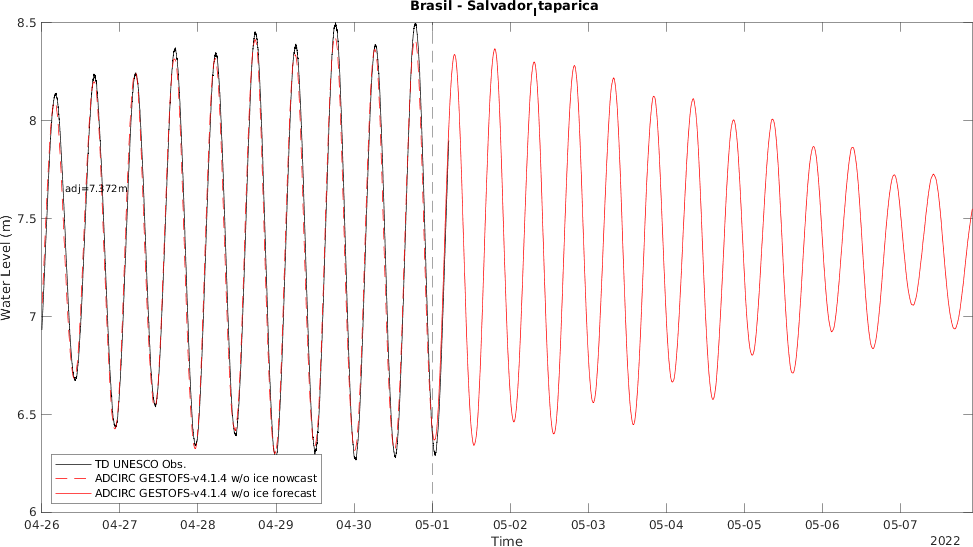 Brasil - Salvador_Itaparica
8.5
8
7.5
7
6.5
6
Water Level (m)
adj=7.372m
TD UNESCO Obs.
ADCIRC GESTOFS-v4.1.4 w/o ice nowcast
ADCIRC GESTOFS-v4.1.4 w/o ice forecast
04-26 04-27 04-28 04-29 04-30 05-01 05-02 05-03 05-04 05-05 05-06 05-07
Time
2022